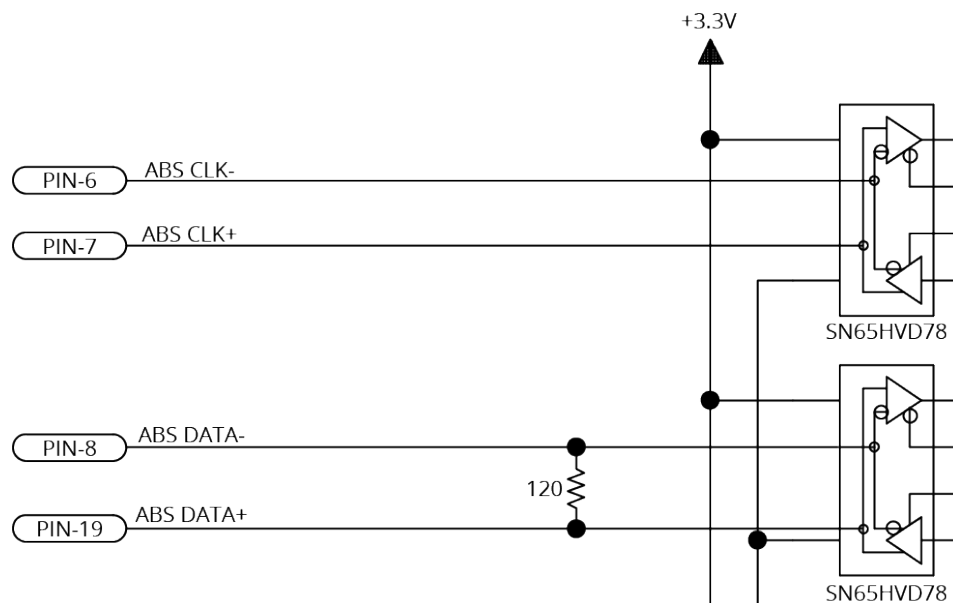 +3.3V
PIN-6
ABS CLK-
PIN-7
ABS CLK+
SN65HVD78
PIN-8
ABS DATA-
120
PIN-19
ABS DATA+
SN65HVD78